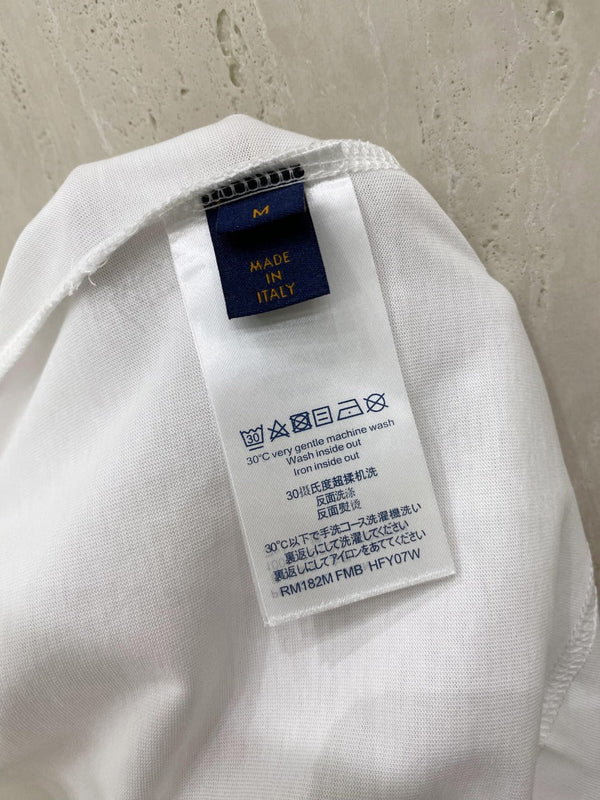 M
MADE
IN
ITALY
30
30°C very gentle machine wash
Wash inside out
Iron inside out
30摄氏度超揉机洗
反面洗涤
反面熨烫
30°C以下で手洗コース洗濯機洗い
裏返しにして洗濯してください
裏返しにしてアイロンをあててください
RM182M FMB HFY07W